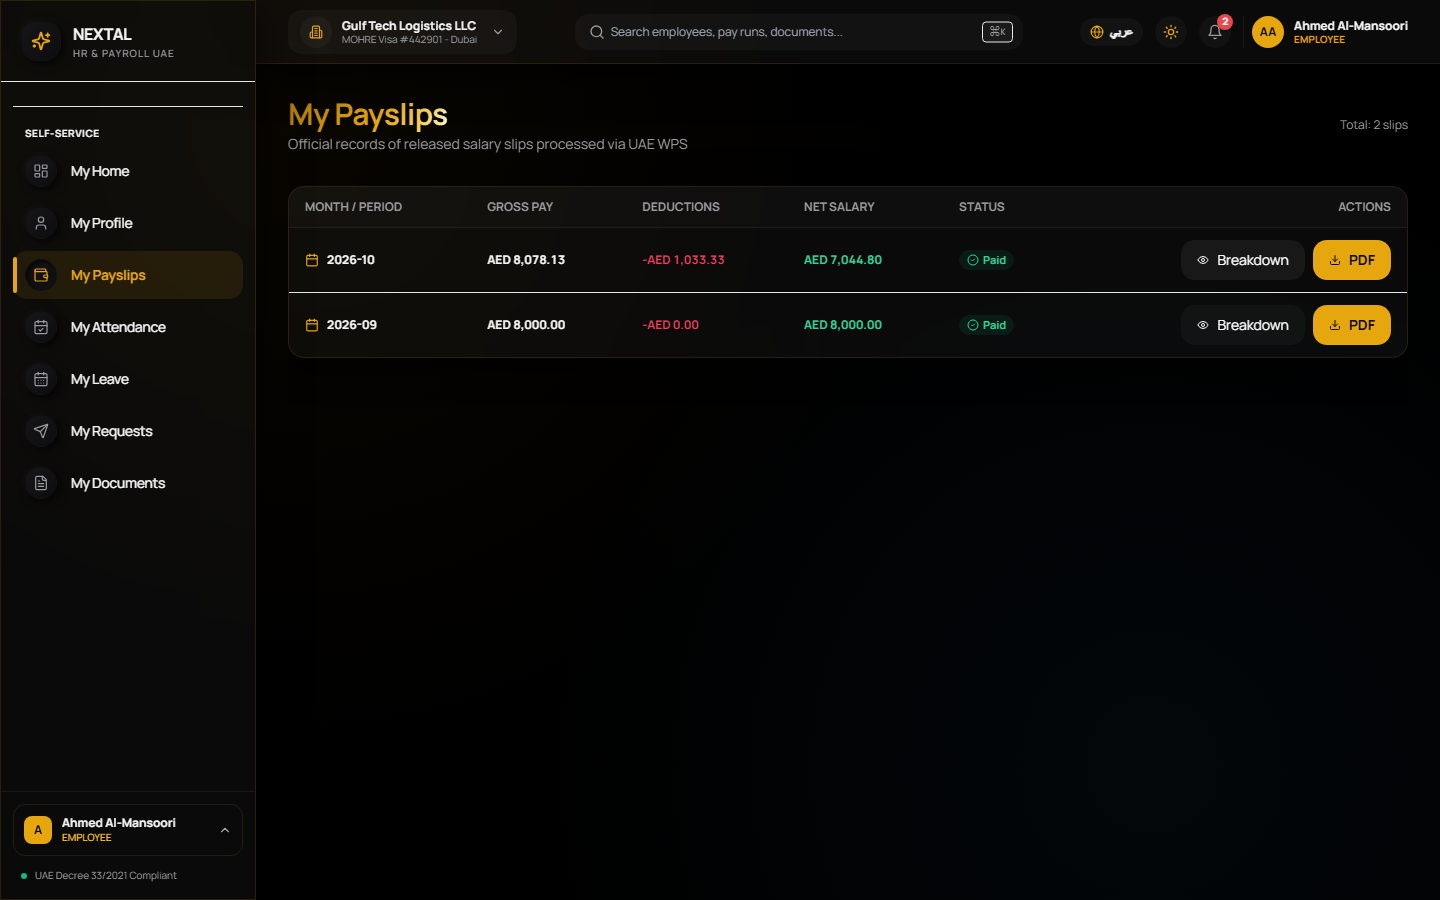 NEXTAL
HR & PAYROLL UAE
SELF-SERVICE
My Home
My Profile
My Payslips
My Attendance
My Leave
My Requests
My Documents
A
Ahmed Al-Mansoori
EMPLOYEE
UAE Decree 33/2021 Compliant
Gulf Tech Logistics LLC
MOHRE Visa #442901 - Dubai
Search employees, pay runs, documents...
⌘K
عربي
2
AA
Ahmed Al-Mansoori
EMPLOYEE
My Payslips
Official records of released salary slips processed via UAE WPS
Total: 2 slips
MONTH / PERIOD GROSS PAY DEDUCTIONS NET SALARY STATUS ACTIONS
2026-10 AED 8,078.13 -AED 1,033.33 AED 7,044.80 Paid Breakdown PDF
2026-09 AED 8,000.00 -AED 0.00 AED 8,000.00 Paid Breakdown PDF